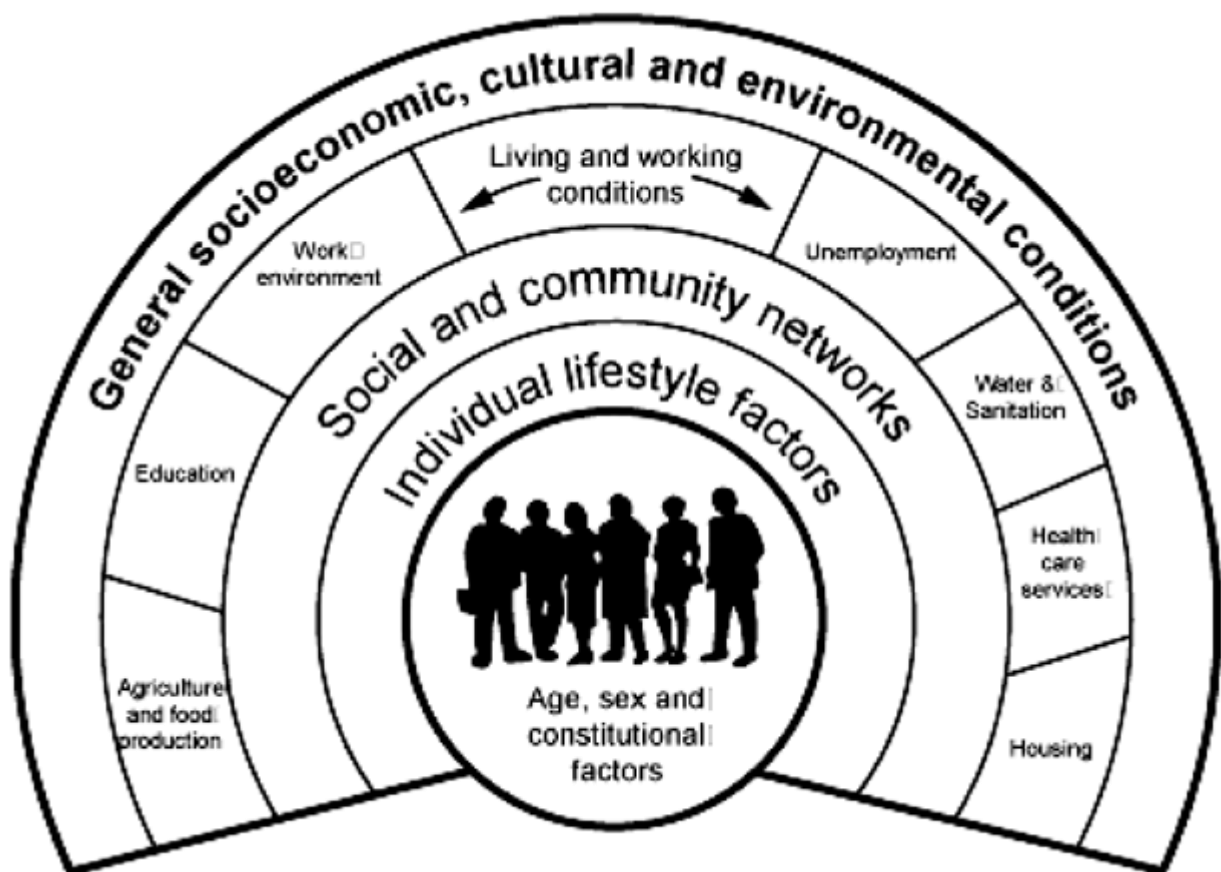 General socioeconomic, cultural and environmental conditions
Living and working
conditions
Work
environment
Unemployment
Social and community networks
Water &
Sanitation
Individual lifestyle factors
Education
Health
care
services
Agriculture
and food
production
Age, sex and
constitutional
factors
Housing